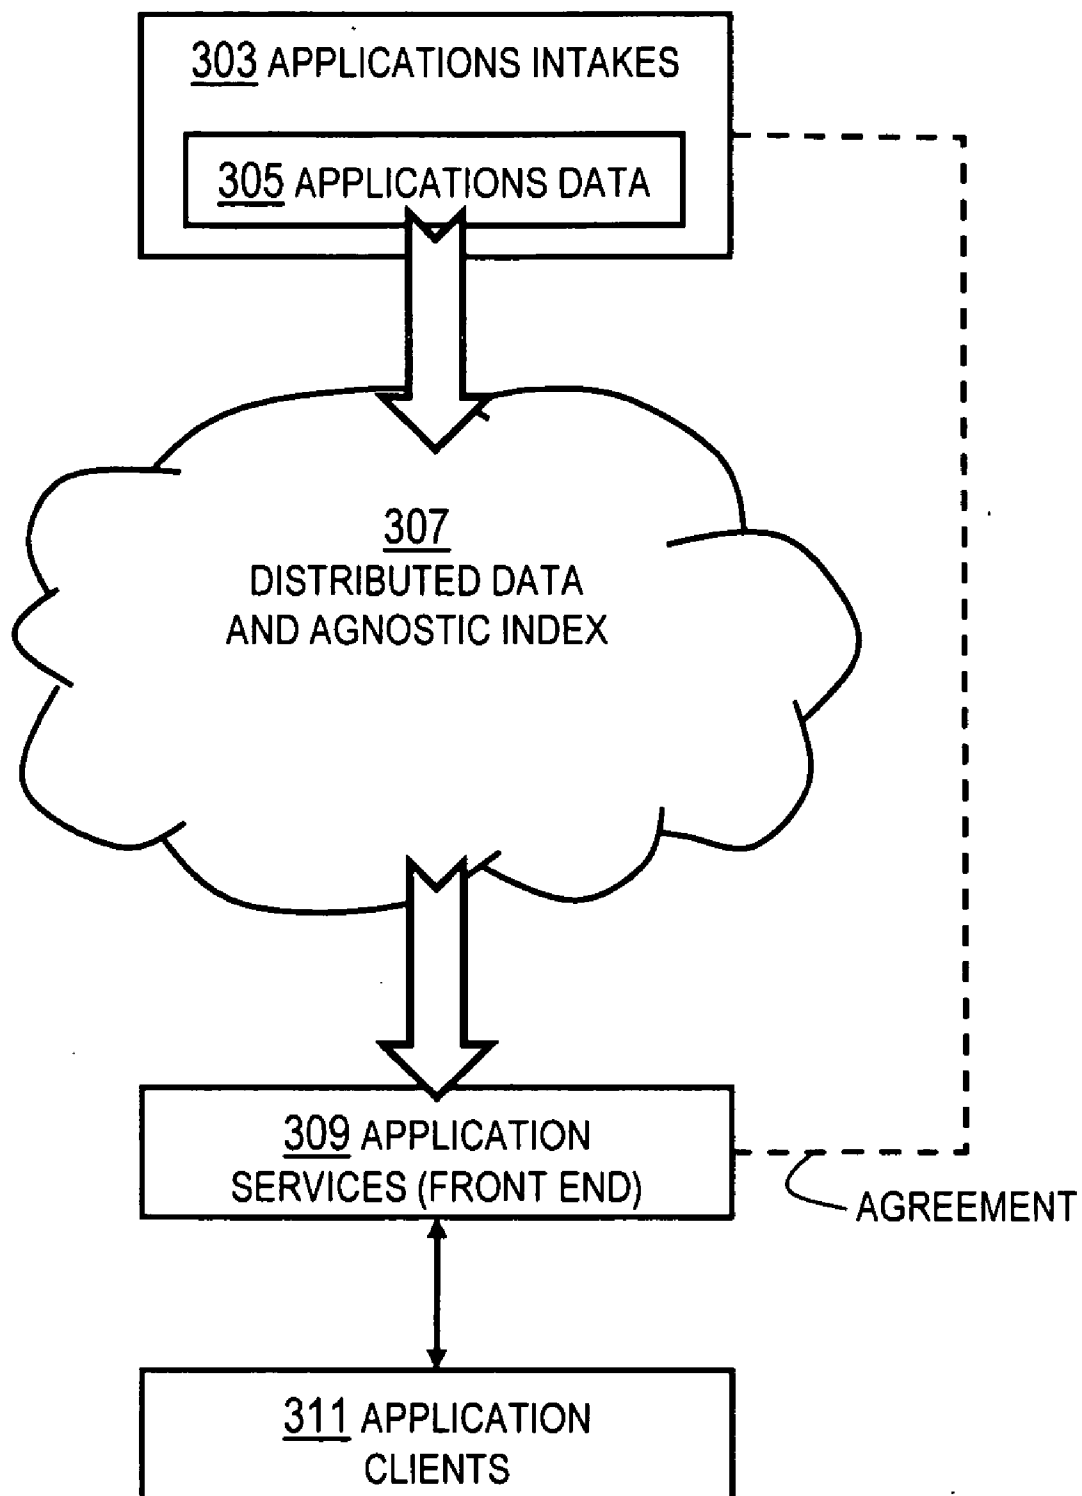 303 APPLICATIONS INTAKES
305 APPLICATIONS DATA
307
DISTRIBUTED DATA
AND AGNOSTIC INDEX
309 APPLICATION
SERVICES (FRONT END)
AGREEMENT
311 APPLICATION
CLIENTS